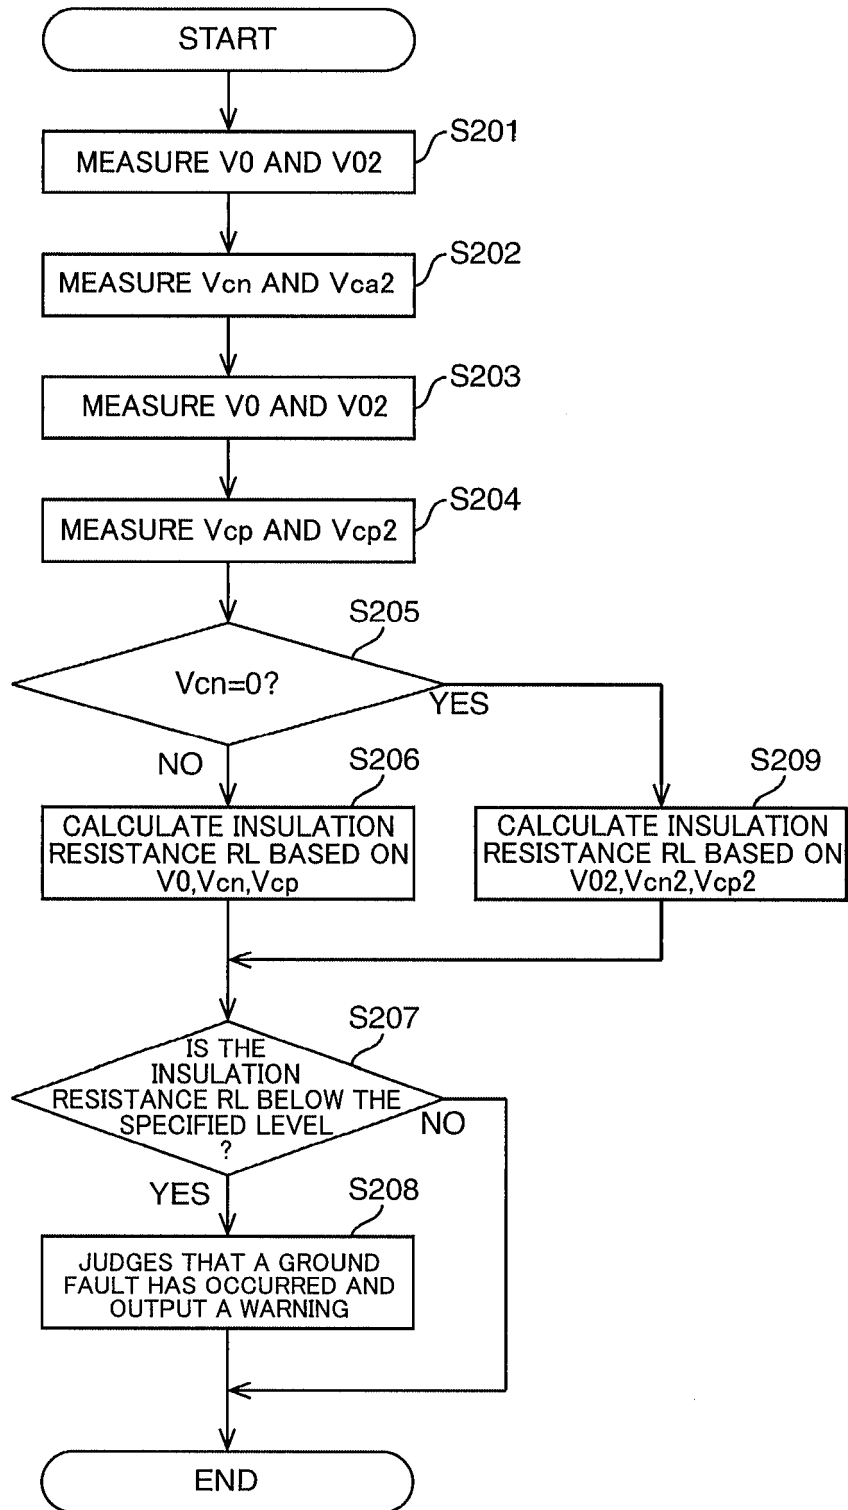 START
S201
MEASURE V0 AND V02
S202
MEASURE Vcn AND Vca2
S203
MEASURE V0 AND V02
S204
MEASURE Vcp AND Vcp2
S205
Vcn=0?
YES
NO
S206
CALCULATE INSULATION
RESISTANCE RL BASED ON
V0,Vcn,Vcp
S209
CALCULATE INSULATION
RESISTANCE RL BASED ON
V02,Vcn2,Vcp2
S207
IS THE
INSULATION
RESISTANCE RL BELOW THE
SPECIFIED LEVEL
?
NO
YES
S208
JUDGES THAT A GROUND
FAULT HAS OCCURRED AND
OUTPUT A WARNING
END